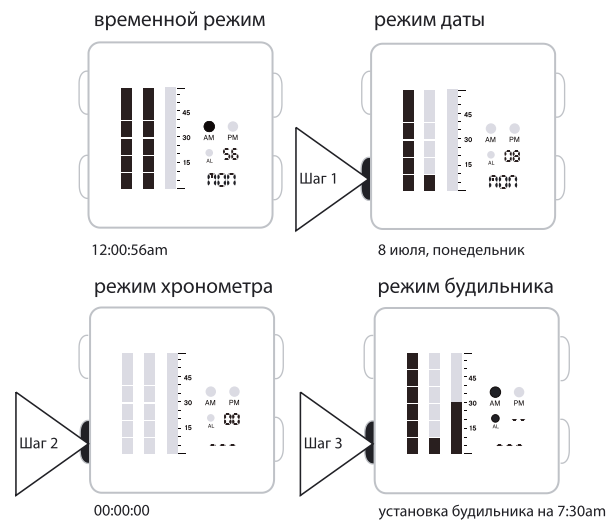 временной режим
45
30
15
AM PM
AL 56
MON
12:00:56am
режим даты
45
30
15
AM PM
AL 08
MON
Шаг 1
8 июля, понедельник
режим хронометра
45
30
15
AM PM
AL 00
---
Шаг 2
00:00:00
режим будильника
45
30
15
AM PM
AL --
---
Шаг 3
установка будильника на 7:30am